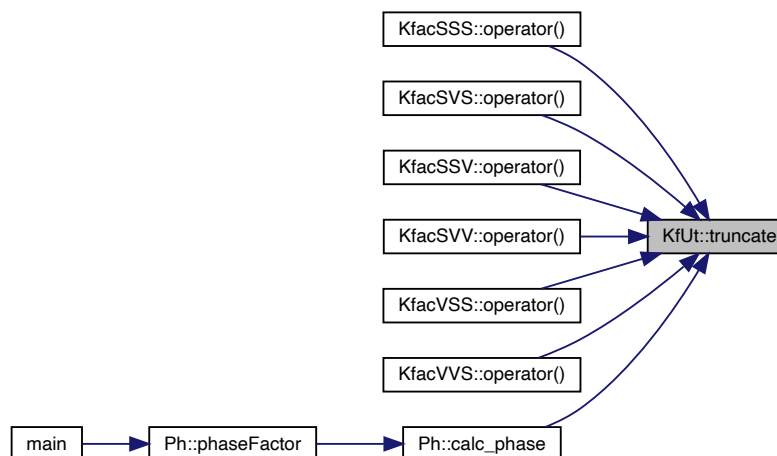 KfacSSS::operator()
KfacSVS::operator()
KfacSSV::operator()
KfacSVV::operator()
KfUt::truncate
KfacVSS::operator()
KfacVVS::operator()
main
Ph::phaseFactor
Ph::calc_phase